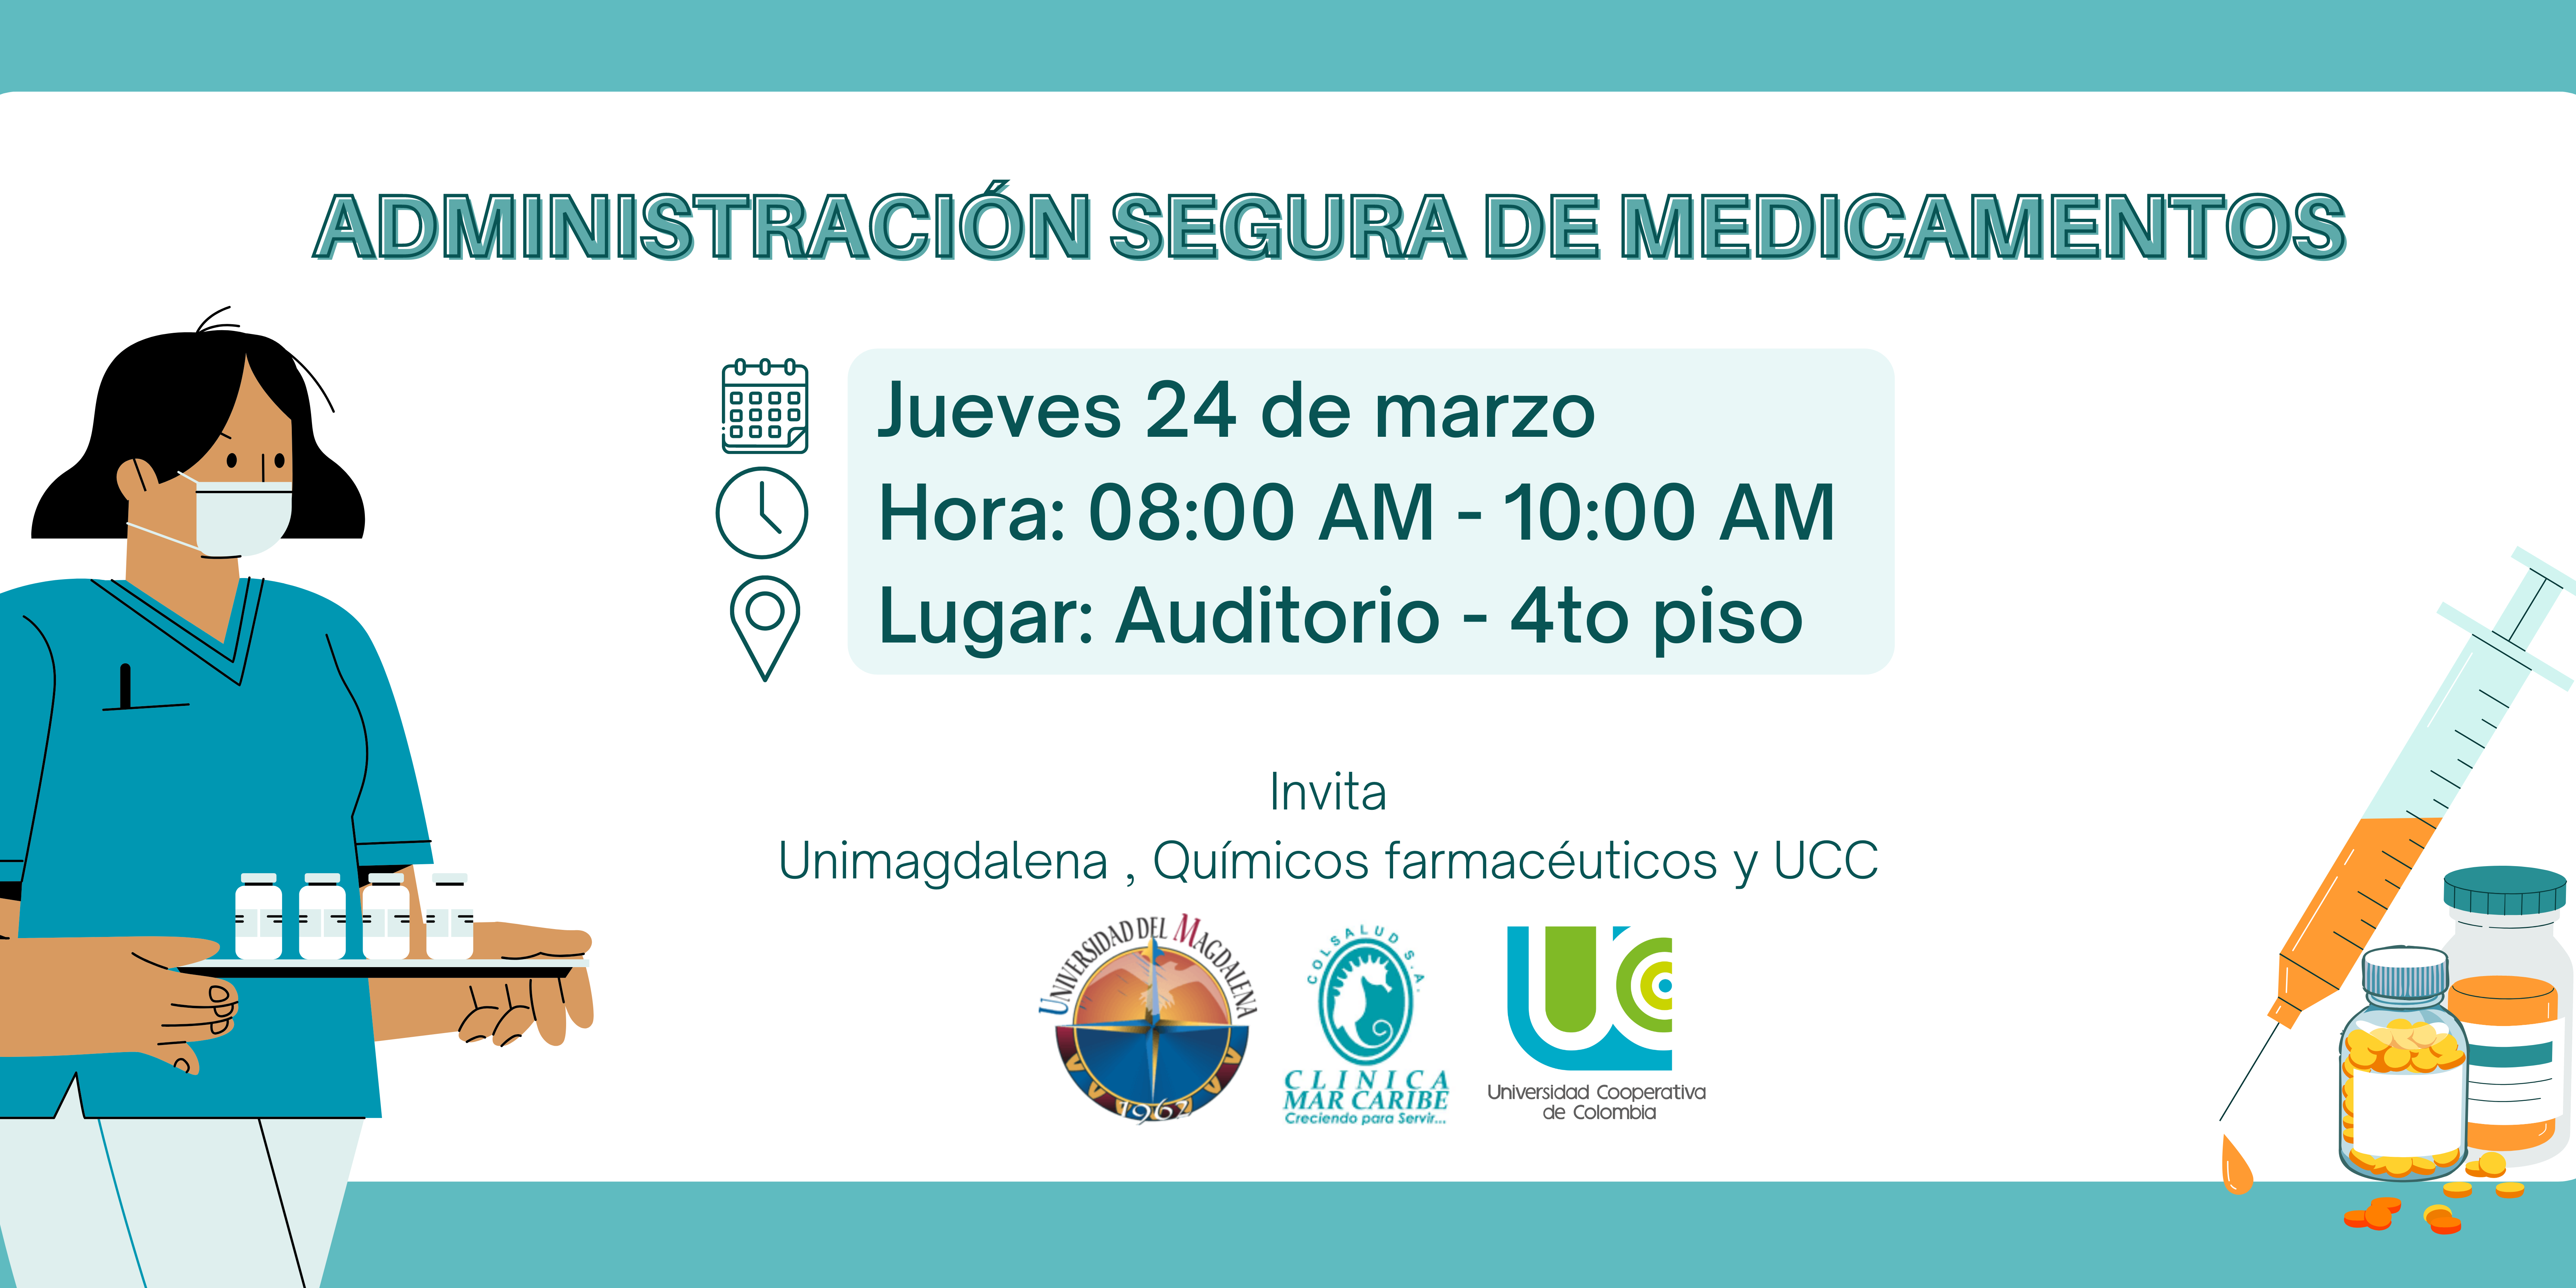 ADMINISTRACIÓN SEGURA DE MEDICAMENTOS
Jueves 24 de marzo
Hora: 08:00 AM - 10:00 AM
Lugar: Auditorio - 4to piso
Invita
Unimagdalena , Químicos farmacéuticos y UCC
UNIVERSIDAD DEL MAGDALENA
1962
COLSALUD S.A.
CLINICA
MAR CARIBE
Creciendo para Servir...
UC
Universidad Cooperativa
de Colombia